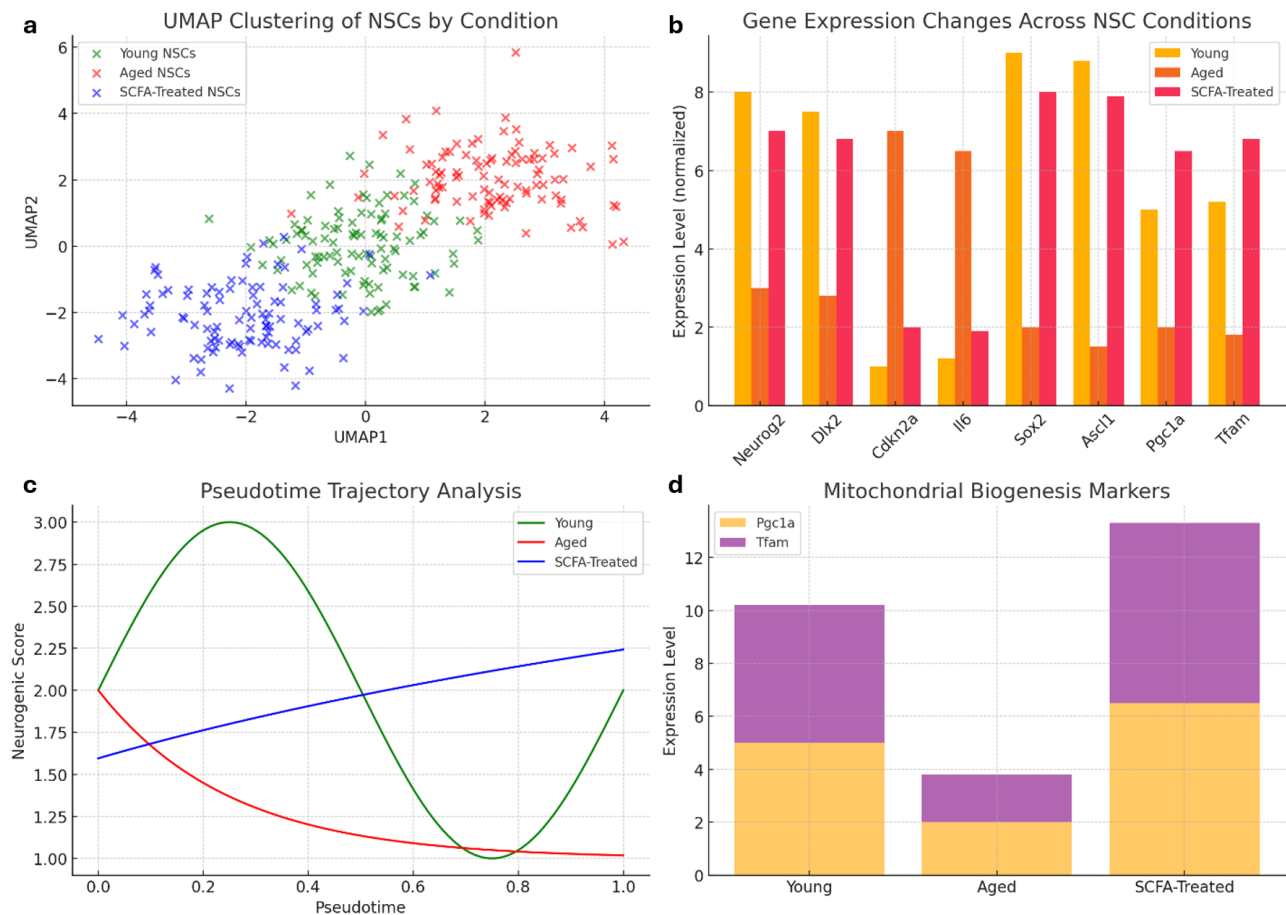 a
UMAP Clustering of NSCs by Condition
Young NSCs
Aged NSCs
SCFA-Treated NSCs
6
4
2
0
−2
−4
UMAP2
−4
−2
0
2
4
UMAP1
b
Gene Expression Changes Across NSC Conditions
Young
Aged
SCFA-Treated
8
6
4
2
0
Expression Level (normalized)
Neurog2
Dlx2
Cdkn2a
Il6
Sox2
Ascl1
Pgc1a
Tfam
c
Pseudotime Trajectory Analysis
Young
Aged
SCFA-Treated
3.00
2.75
2.50
2.25
2.00
1.75
1.50
1.25
1.00
Neurogenic Score
0.0
0.2
0.4
0.6
0.8
1.0
Pseudotime
d
Mitochondrial Biogenesis Markers
Pgc1a
Tfam
12
10
8
6
4
2
0
Expression Level
Young
Aged
SCFA-Treated